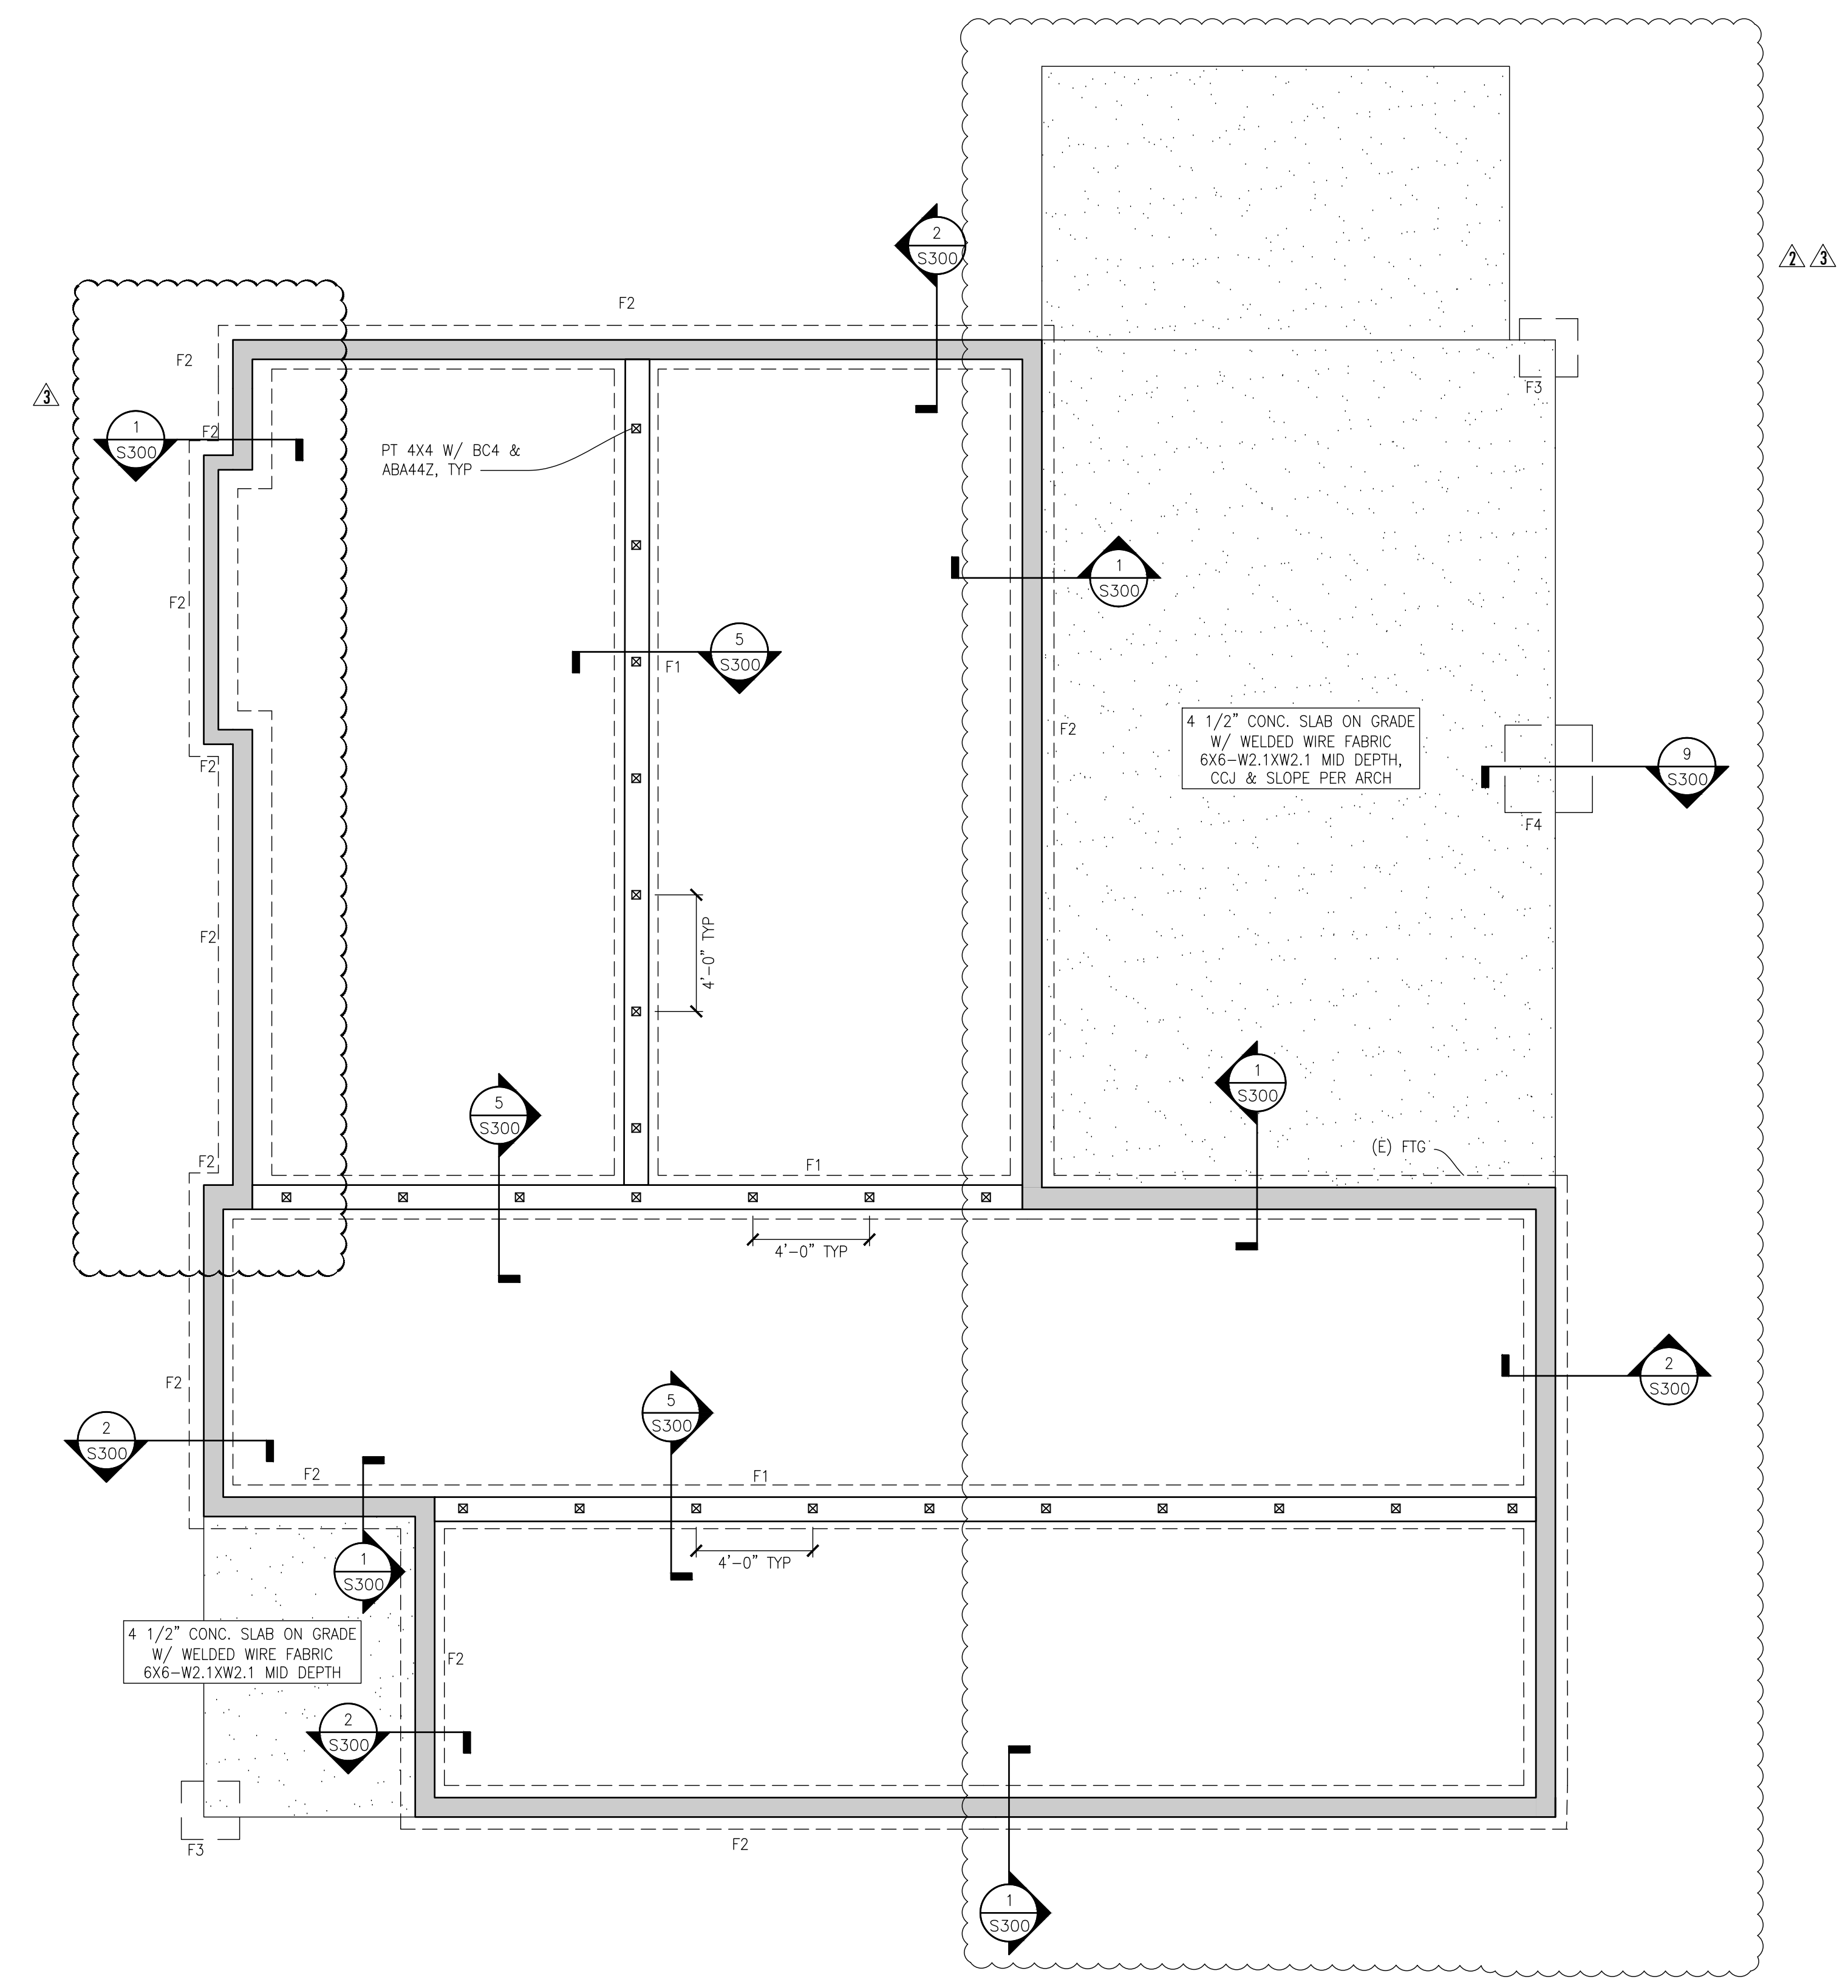 2
S300
2 3
F2
F2
F3
3
1
S300
F2
PT 4X4 W/ BC4 &
ABA44Z, TYP
1
S300
F2
5
S300
F1
4 1/2" CONC. SLAB ON GRADE
W/ WELDED WIRE FABRIC
6X6-W2.1XW2.1 MID DEPTH,
CCJ & SLOPE PER ARCH
F2
9
S300
F2
F4
F2
4'-0" TYP
1
S300
5
S300
(E) FTG
F2
F1
4'-0" TYP
F2
2
S300
5
S300
2
S300
F2
F1
4'-0" TYP
1
S300
4 1/2" CONC. SLAB ON GRADE
W/ WELDED WIRE FABRIC
6X6-W2.1XW2.1 MID DEPTH
F2
2
S300
F3
F2
1
S300